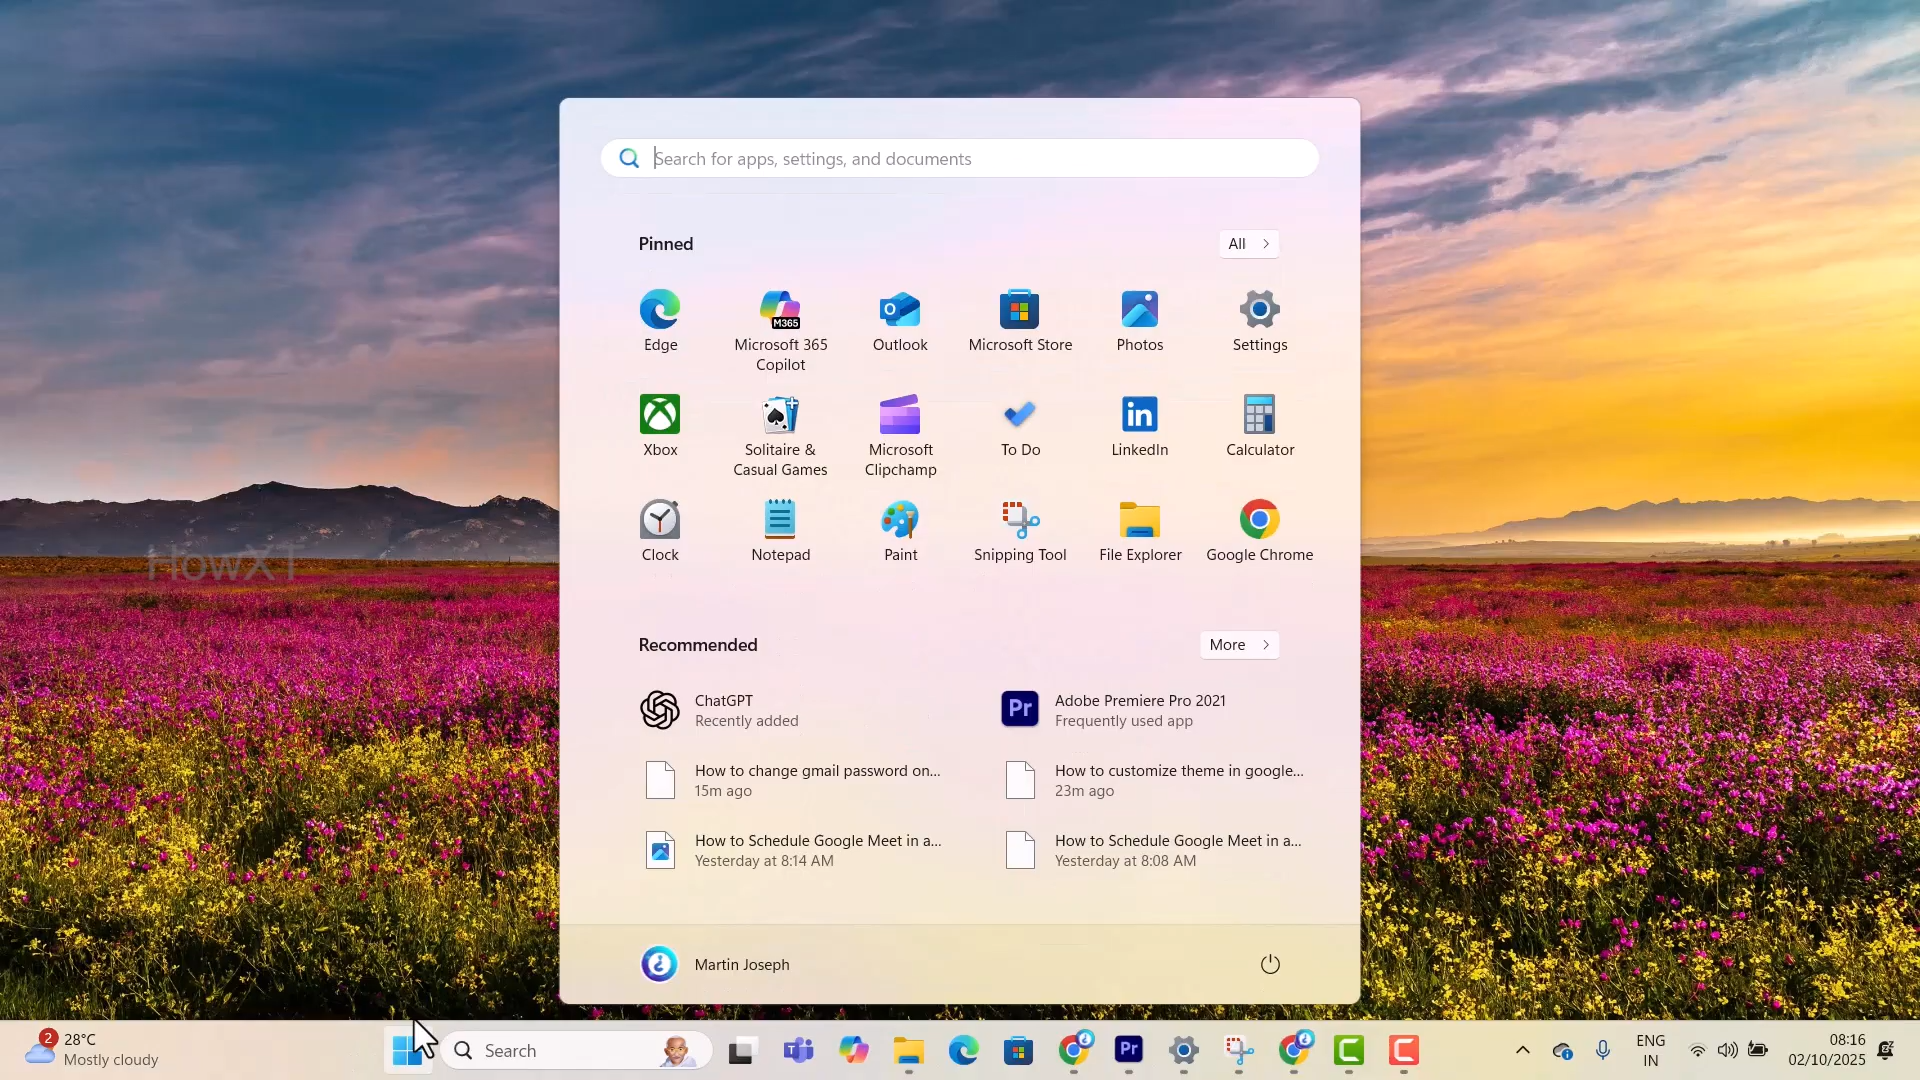 Search for apps, settings, and documents
Pinned
All
Edge
Microsoft 365
Copilot
M365
Outlook
Microsoft Store
Photos
Settings
Xbox
Solitaire &
Casual Games
Microsoft
Clipchamp
To Do
LinkedIn
Calculator
Clock
Notepad
Paint
Snipping Tool
File Explorer
Google Chrome
HowXT
Recommended
More
ChatGPT
Recently added
Pr
Adobe Premiere Pro 2021
Frequently used app
How to change gmail password on...
15m ago
How to customize theme in google...
23m ago
How to Schedule Google Meet in a...
Yesterday at 8:14 AM
How to Schedule Google Meet in a...
Yesterday at 8:08 AM
Martin Joseph
2
28°C
Mostly cloudy
Search
Pr
ENG
IN
08:16
02/10/2025